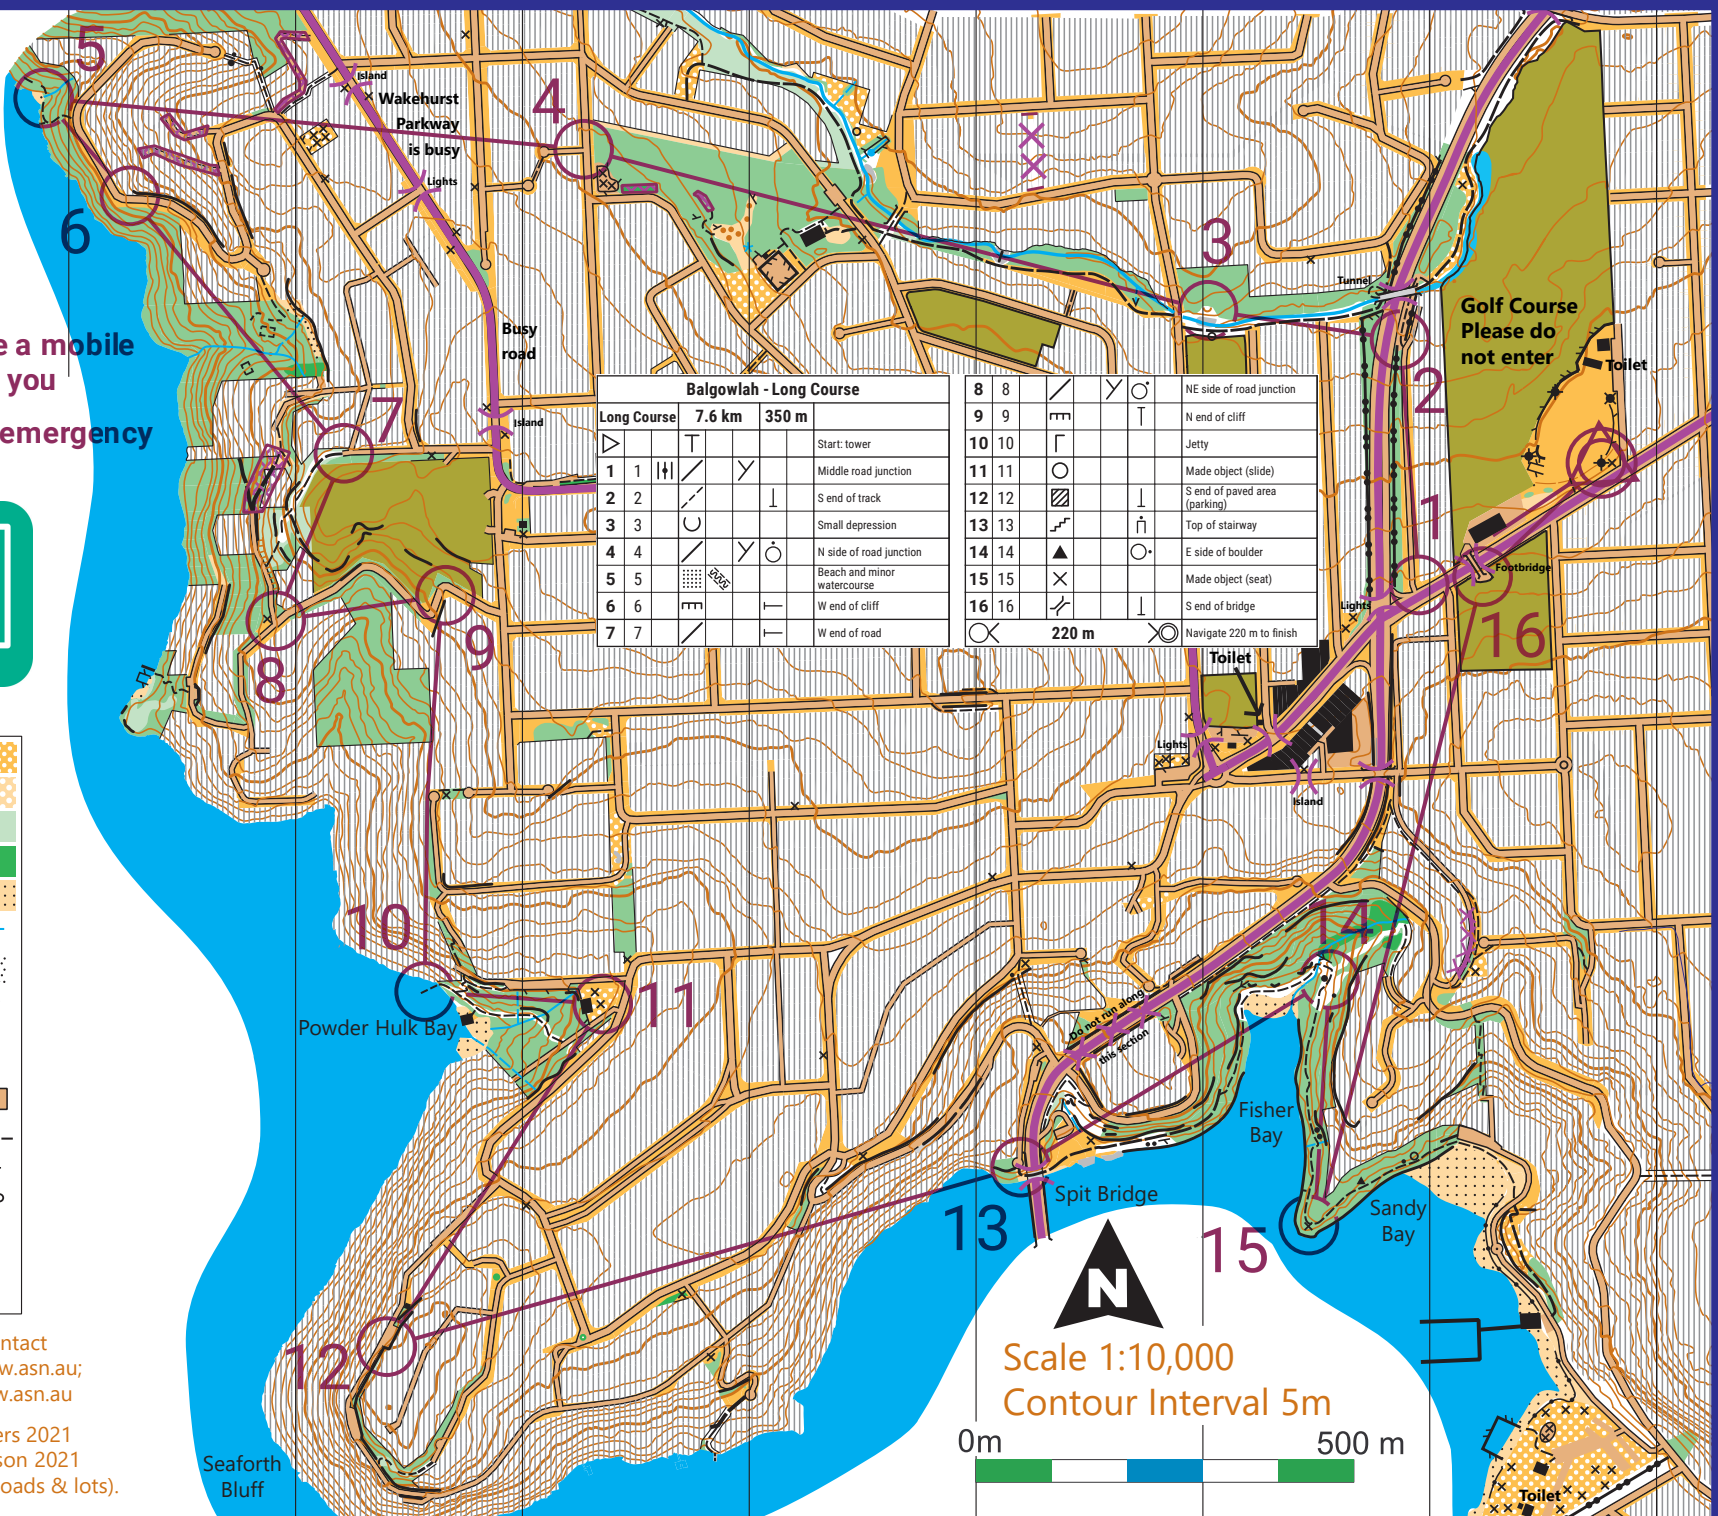 5
Island
Wakehurst
Parkway
is busy
4
Lights
6
3
Tunnel
Golf Course
Please do
not enter
Toilet
Busy
road
e a mobile
you
emergency
7
Island
2
Balgowlah - Long Course
Long Course 7.6 km 350 m
Start: tower
1 1 Middle road junction
2 2 S end of track
3 3 Small depression
4 4 N side of road junction
5 5 Beach and minor
watercourse
6 6 W end of cliff
7 7 W end of road
8 8 NE side of road junction
9 9 N end of cliff
10 10 Jetty
11 11 Made object (slide)
12 12 S end of paved area
(parking)
13 13 Top of stairway
14 14 E side of boulder
15 15 Made object (seat)
16 16 S end of bridge
220 m Navigate 220 m to finish
1
Footbridge
Lights
16
9
8
Toilet
Lights
Island
10
14
11
Powder Hulk Bay
Do not run along
this section
Fisher
Bay
13
Spit Bridge
Sandy
Bay
15
N
12
Scale 1:10,000
Contour Interval 5m
0m 500 m
ntact
w.asn.au;
w.asn.au
ers 2021
son 2021
oads & lots).
Seaforth
Bluff
Toilet